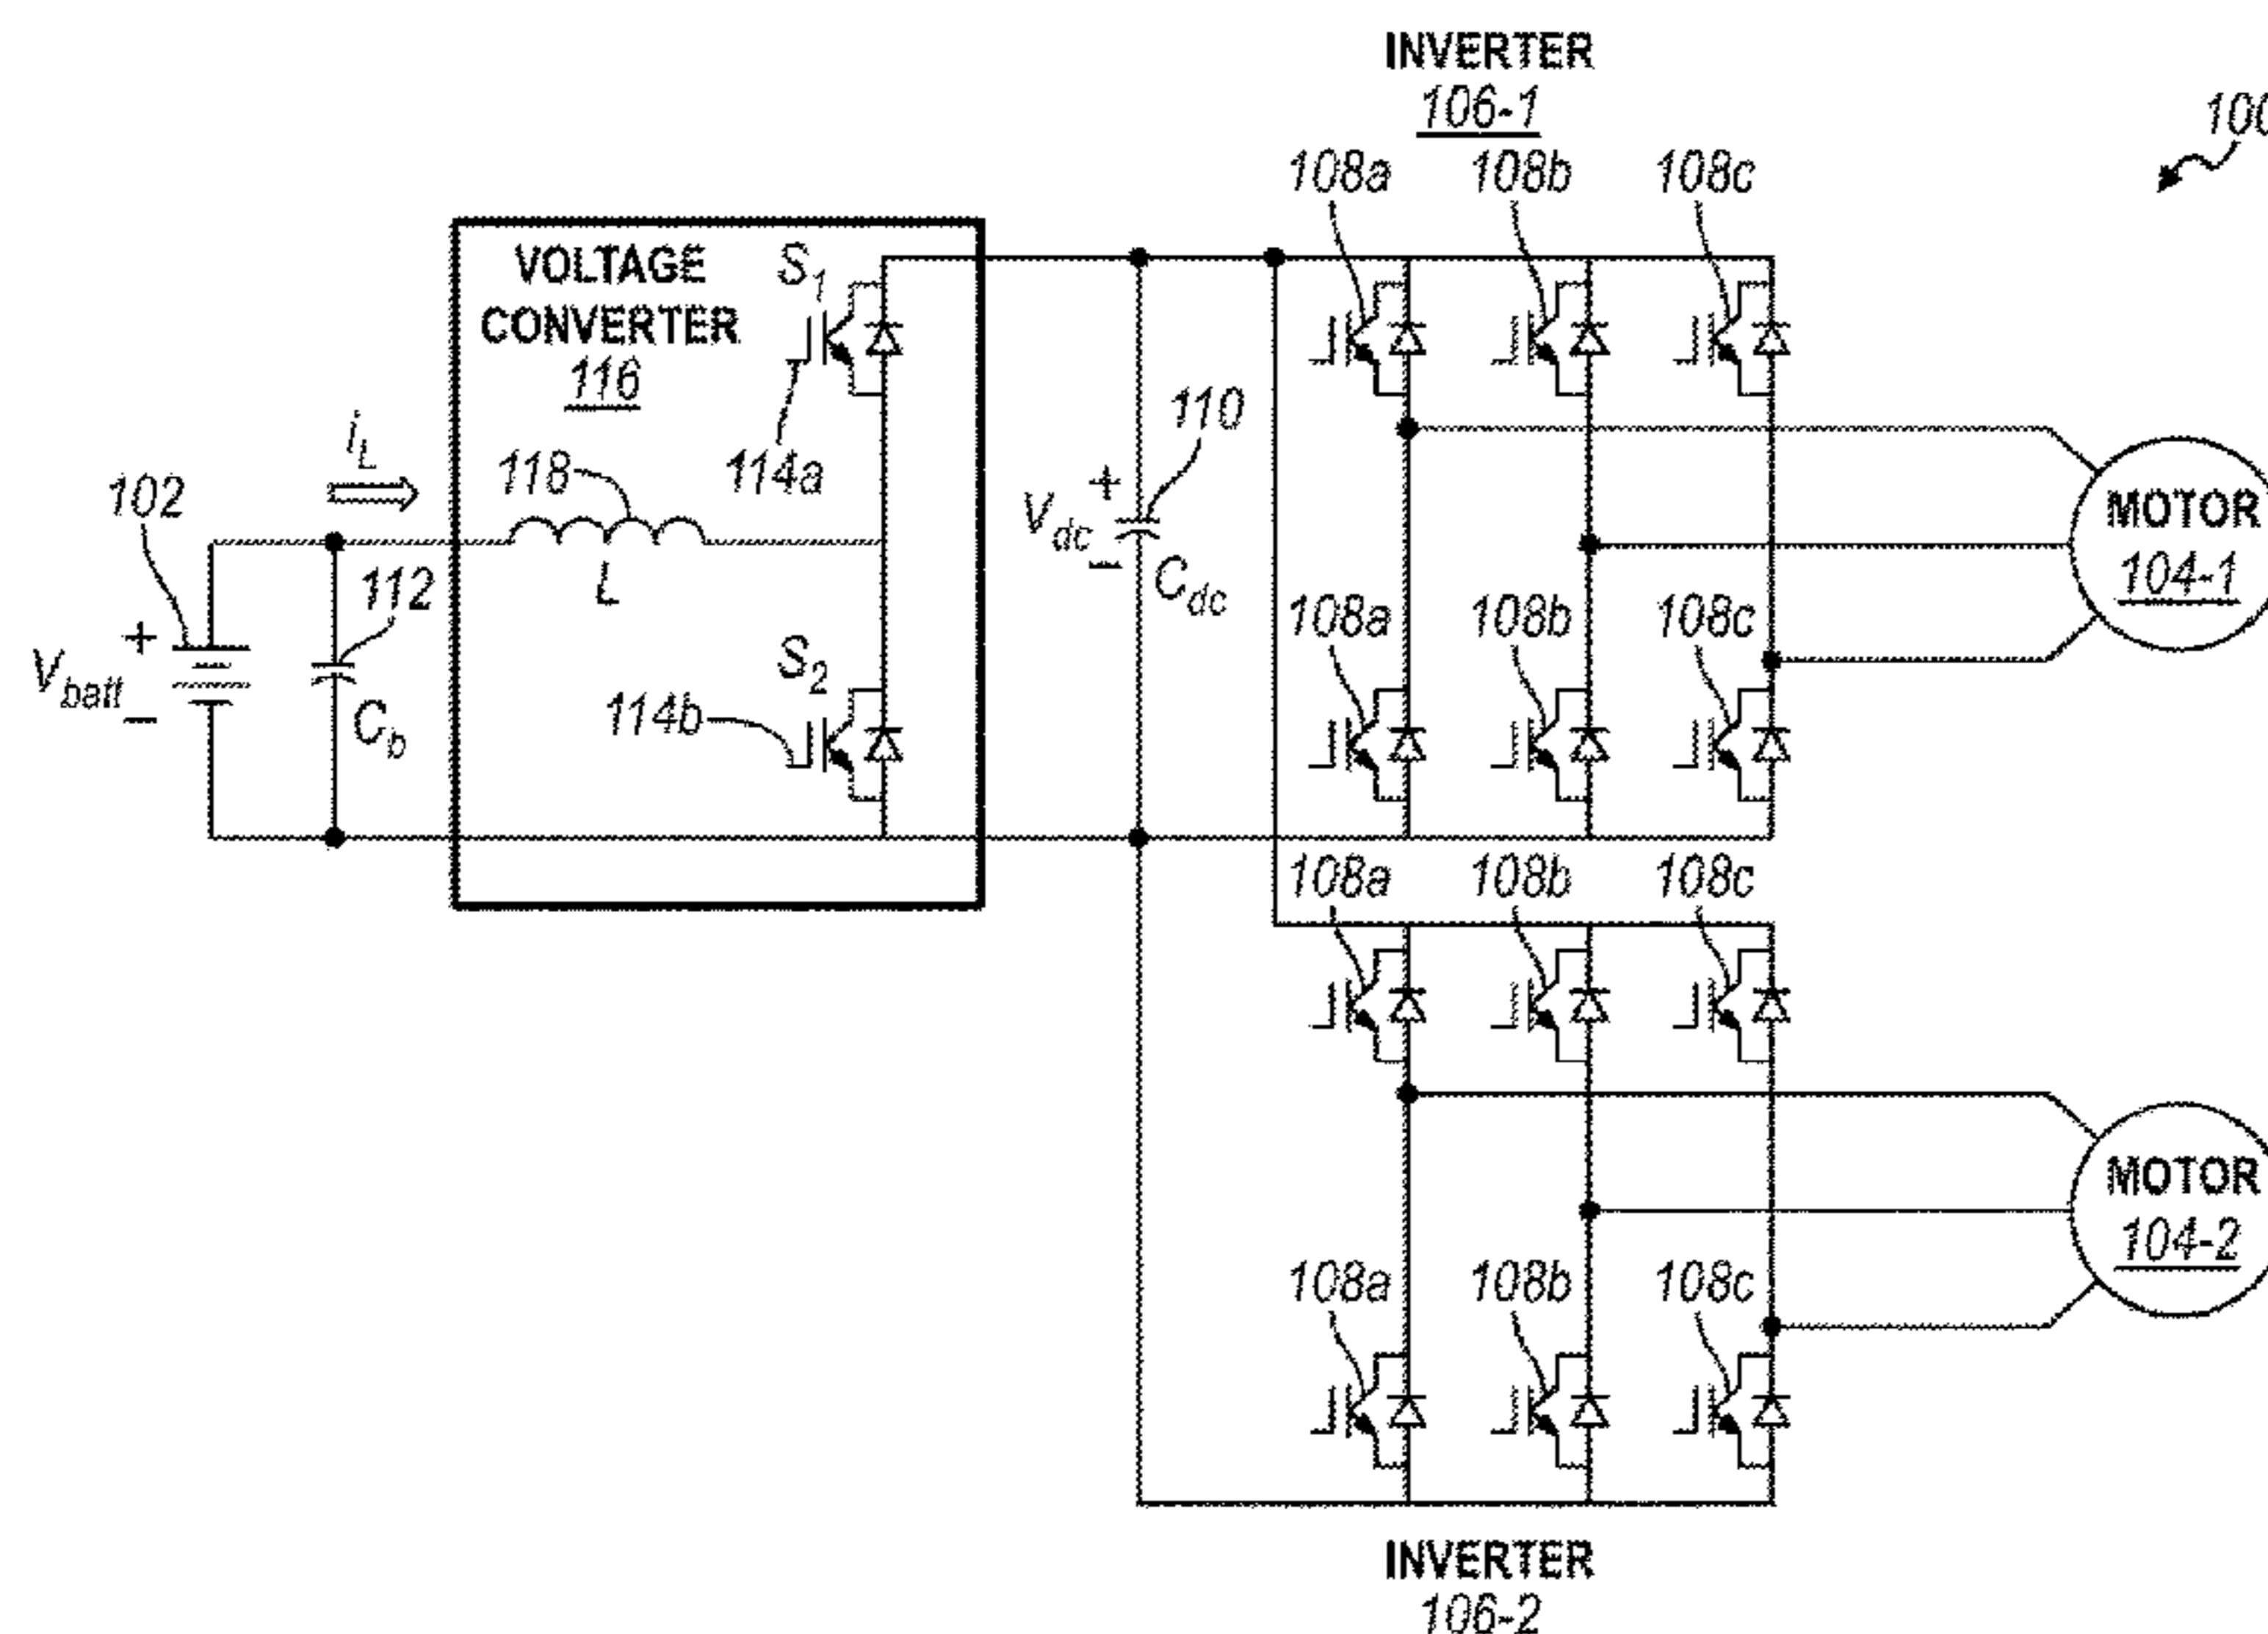 INVERTER
106-1
100
108a 108b 108c
VOLTAGE
CONVERTER
116
S1
114a
iL
118
L
102
112
Vbatt
+
−
Cb
S2
114b
110
Vdc
+
−
Cdc
MOTOR
104-1
108a 108b 108c
108a 108b 108c
MOTOR
104-2
108a 108b 108c
INVERTER
106-2